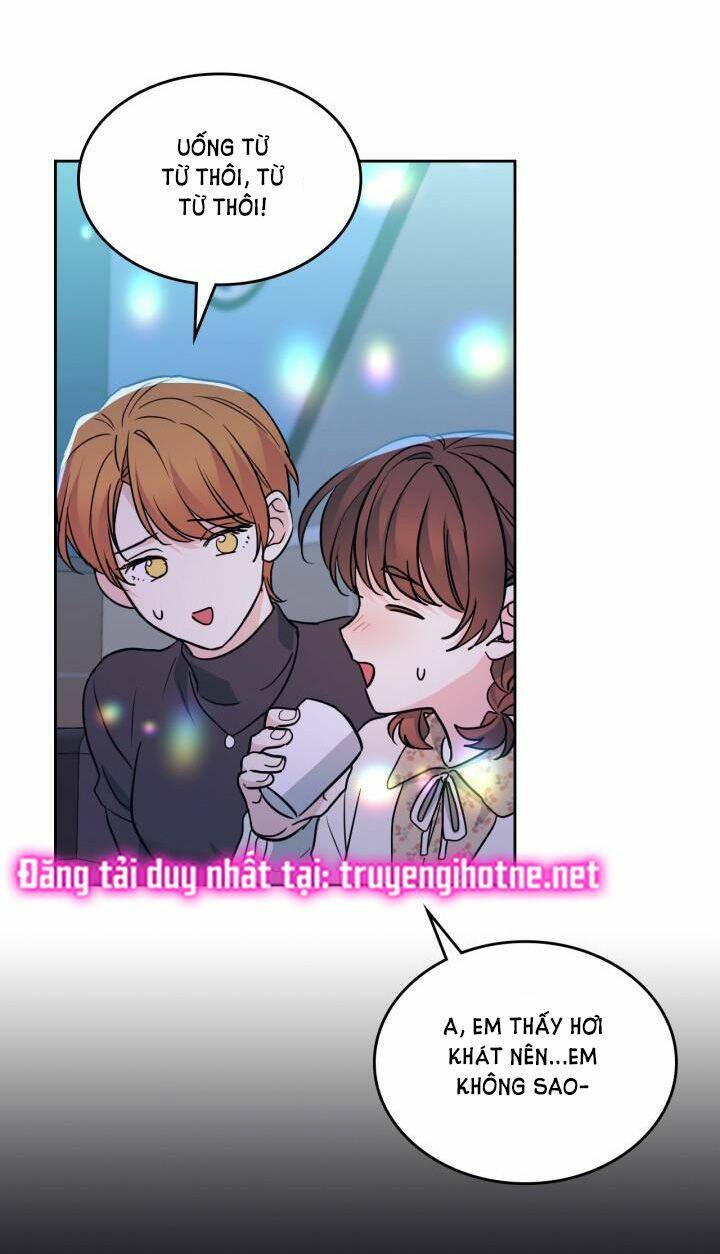 UỐNG TỪ
TỪ THÔI, TỪ
TỪ THÔI!
Đăng tải duy nhất tại: truyengihotne.net
A, EM THẤY HƠI
KHÁT NÊN...EM
KHÔNG SAO-